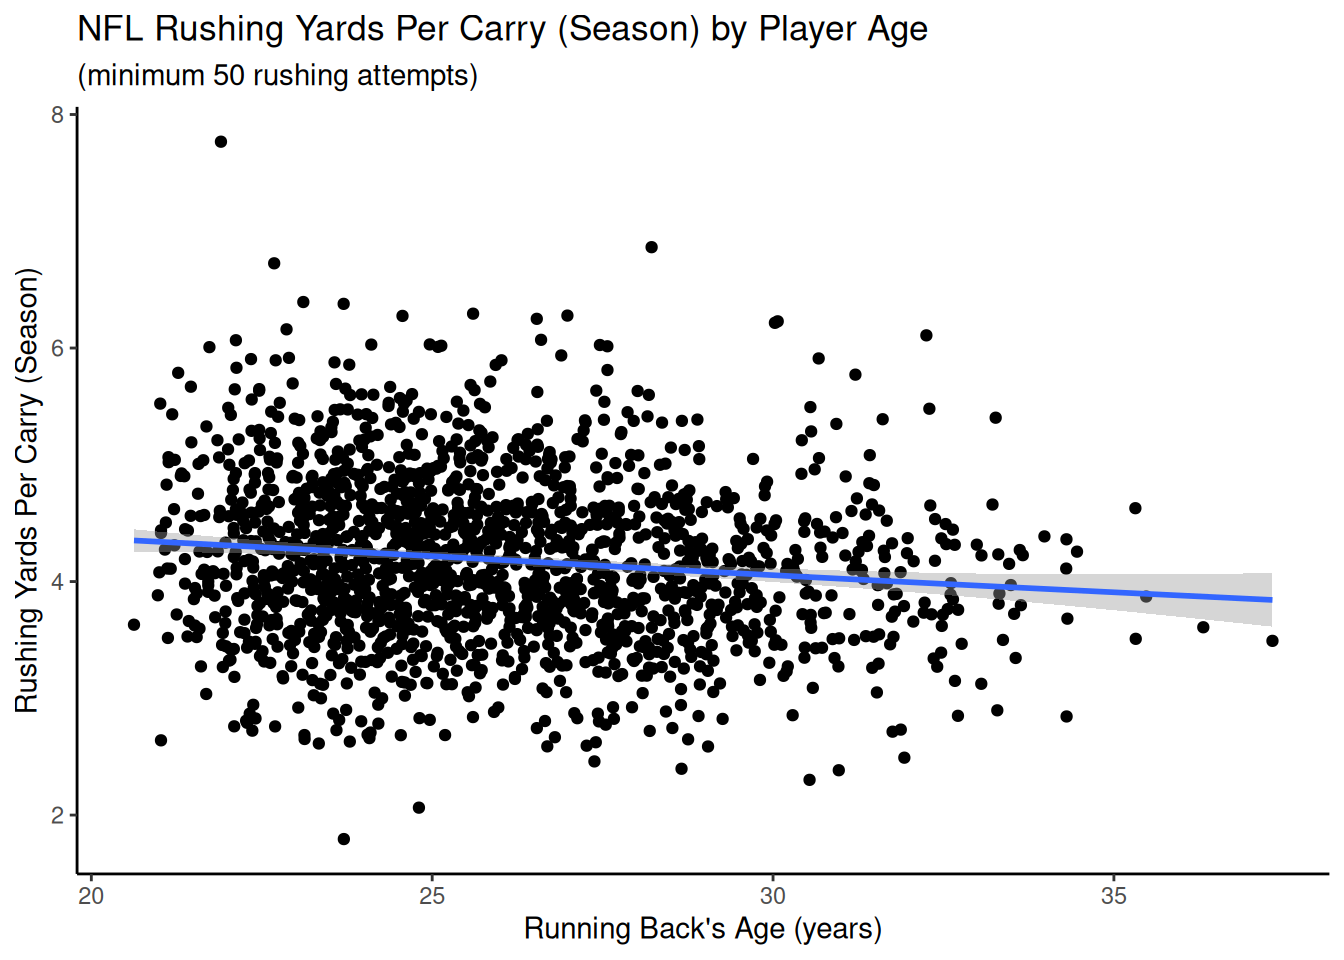 NFL Rushing Yards Per Carry (Season) by Player Age
(minimum 50 rushing attempts)
Rushing Yards Per Carry (Season)
8
6
4
2
20
25
30
35
Running Back's Age (years)